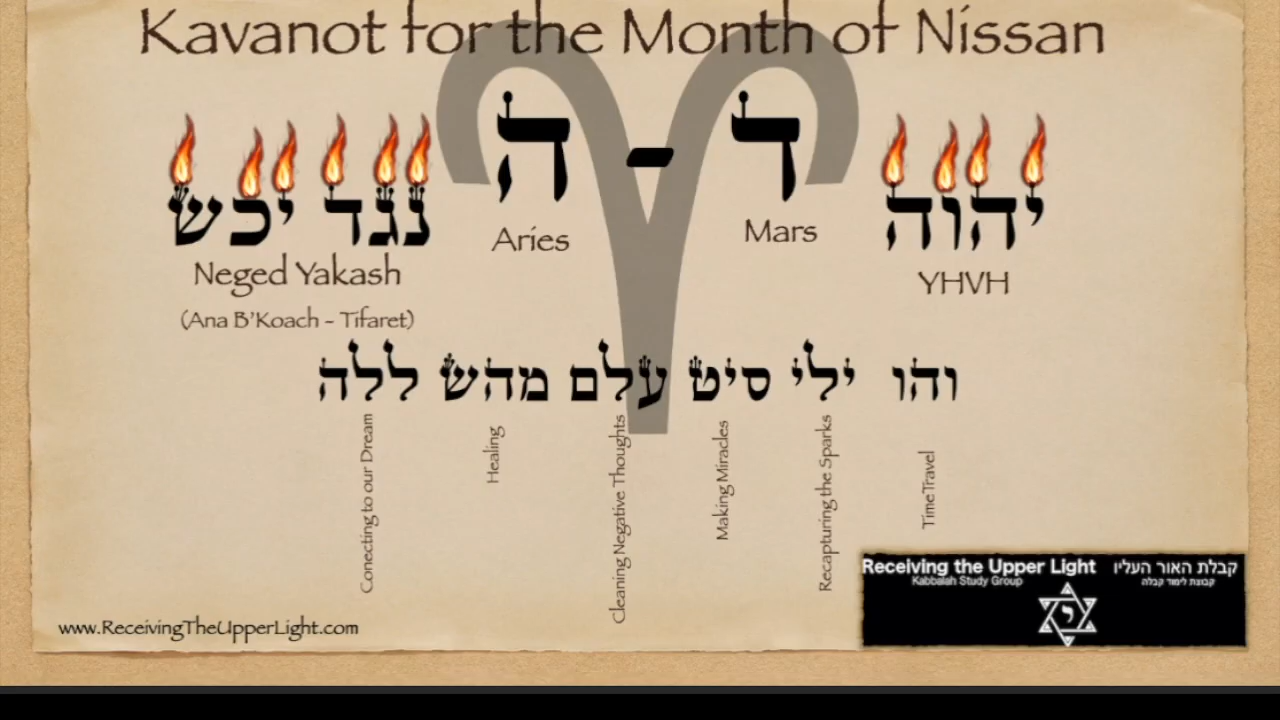 Kavanot for the Month of Nissan
יהוה ד - ה נגד יכש
Aries Mars
Neged Yakash YHVH
(Ana B'Koach - Tifaret)
והו ילי סיט עלם מהש ללה
Conecting to our Dream
Healing
Cleaning Negative Thoughts
Making Miracles
Recapturing the Sparks
Time Travel
Receiving the Upper Light קבלת האור העליו
Kabbalah Study Group קבוצת לימוד קבלה
י
www.ReceivingTheUpperLight.com